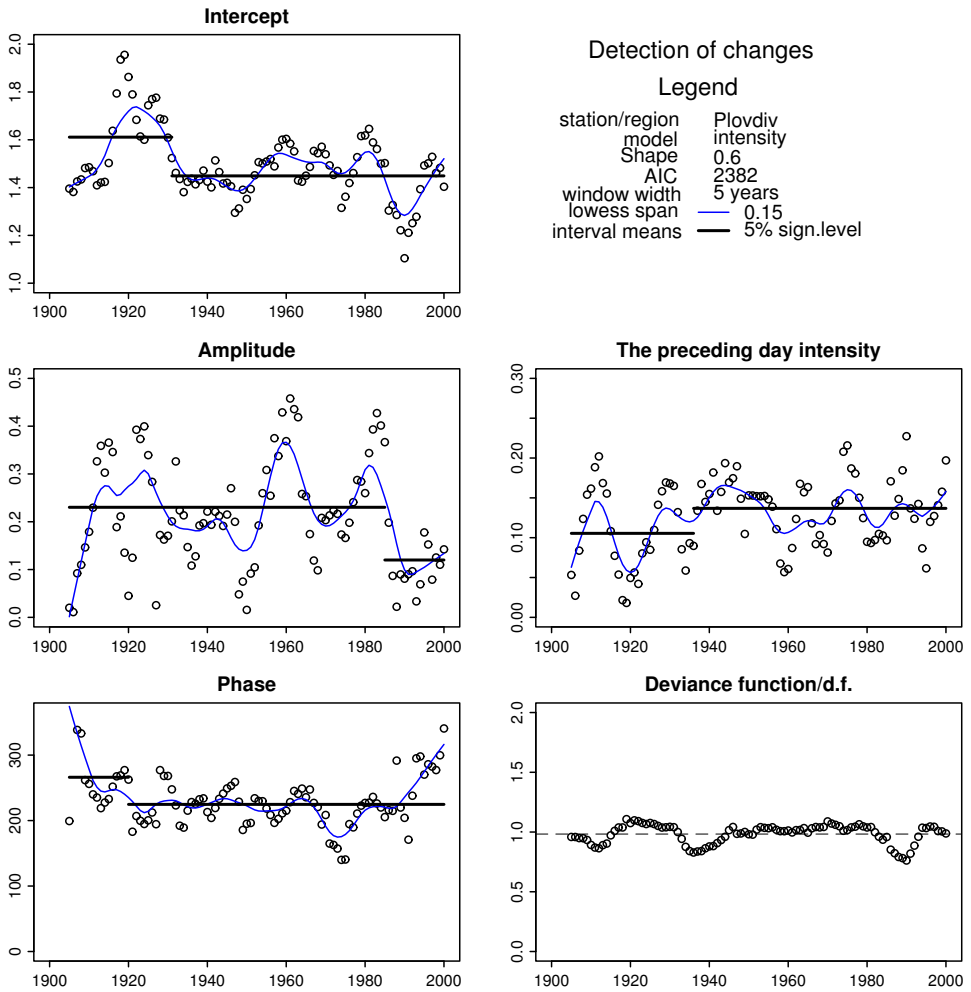 Intercept
2.0
1.8
1.6
1.4
1.2
1.0
1900 1920 1940 1960 1980 2000
Detection of changes
Legend
station/region Plovdiv
model intensity
Shape 0.6
AIC 2382
window width 5 years
lowess span 0.15
interval means 5% sign.level
Amplitude
0.5
0.4
0.3
0.2
0.1
0.0
1900 1920 1940 1960 1980 2000
The preceding day intensity
0.30
0.20
0.10
0.00
1900 1920 1940 1960 1980 2000
Phase
300
200
100
0
1900 1920 1940 1960 1980 2000
Deviance function/d.f.
2.0
1.5
1.0
0.5
0.0
1900 1920 1940 1960 1980 2000